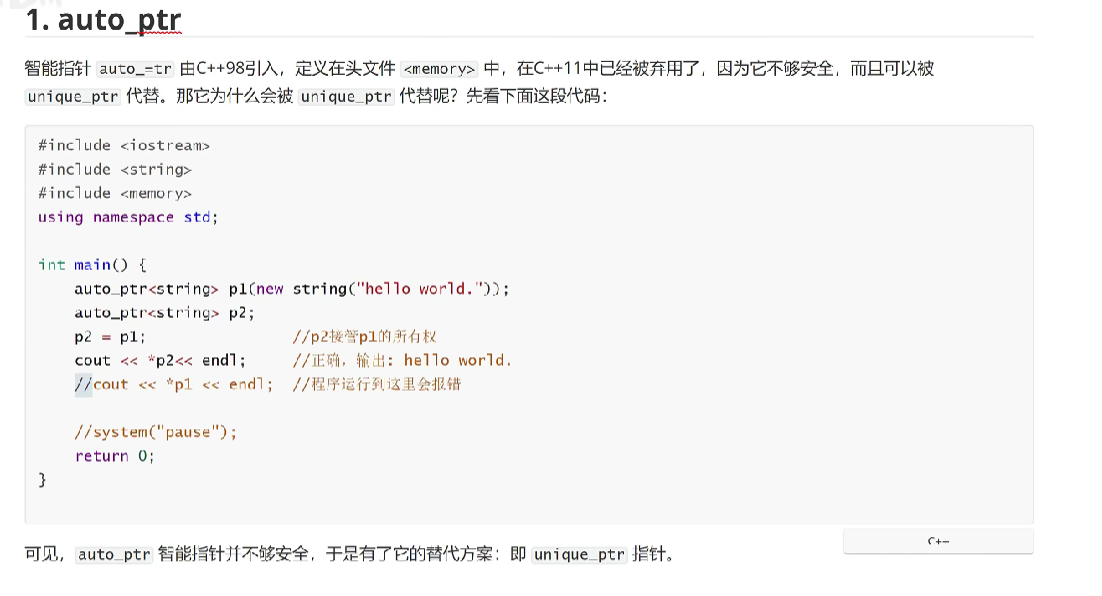 1. auto_ptr
智能指针 auto_=tr 由C++98引入，定义在头文件 <memory> 中，在C++11中已经被弃用了，因为它不够安全，而且可以被
unique_ptr 代替。那它为什么会被 unique_ptr 代替呢？先看下面这段代码：
#include <iostream>
#include <string>
#include <memory>
using namespace std;
int main() {
auto_ptr<string> p1(new string("hello world."));
auto_ptr<string> p2;
p2 = p1; //p2接管p1的所有权
cout << *p2<< endl; //正确，输出: hello world.
//cout << *p1 << endl; //程序运行到这里会报错
//system("pause");
return 0;
}
C++
可见，auto_ptr 智能指针并不够安全，于是有了它的替代方案：即 unique_ptr 指针。